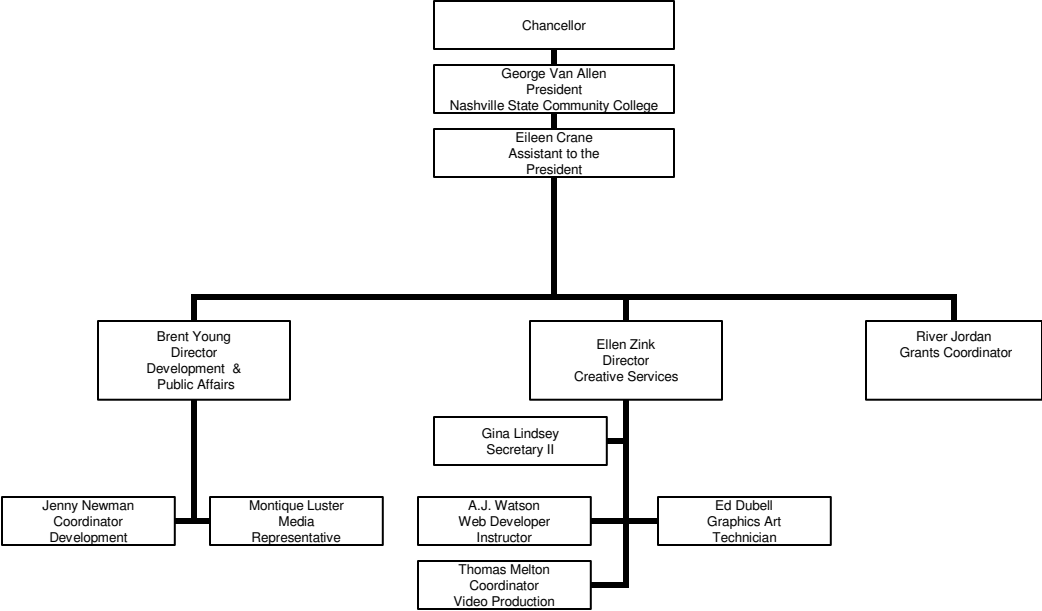 Chancellor
George Van Allen
President
Nashville State Community College
Eileen Crane
Assistant to the
President
Brent Young
Director
Development &
Public Affairs
Ellen Zink
Director
Creative Services
River Jordan
Grants Coordinator
Gina Lindsey
Secretary II
Jenny Newman
Coordinator
Development
Montique Luster
Media
Representative
A.J. Watson
Web Developer
Instructor
Ed Dubell
Graphics Art
Technician
Thomas Melton
Coordinator
Video Production